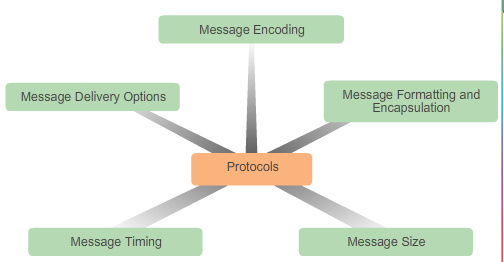 Message Encoding
Message Delivery Options
Message Formatting and
Encapsulation
Protocols
Message Timing
Message Size